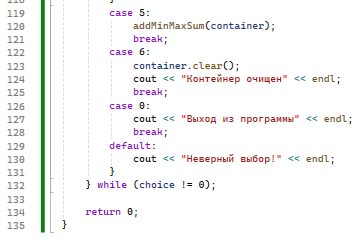 118 }
119 case 5:
120 addMinMaxSum(container);
121 break;
122 case 6:
123 container.clear();
124 cout << "Контейнер очищен" << endl;
125 break;
126 case 0:
127 cout << "Выход из программы" << endl;
128 break;
129 default:
130 cout << "Неверный выбор!" << endl;
131 }
132 } while (choice != 0);
133
134 return 0;
135 }